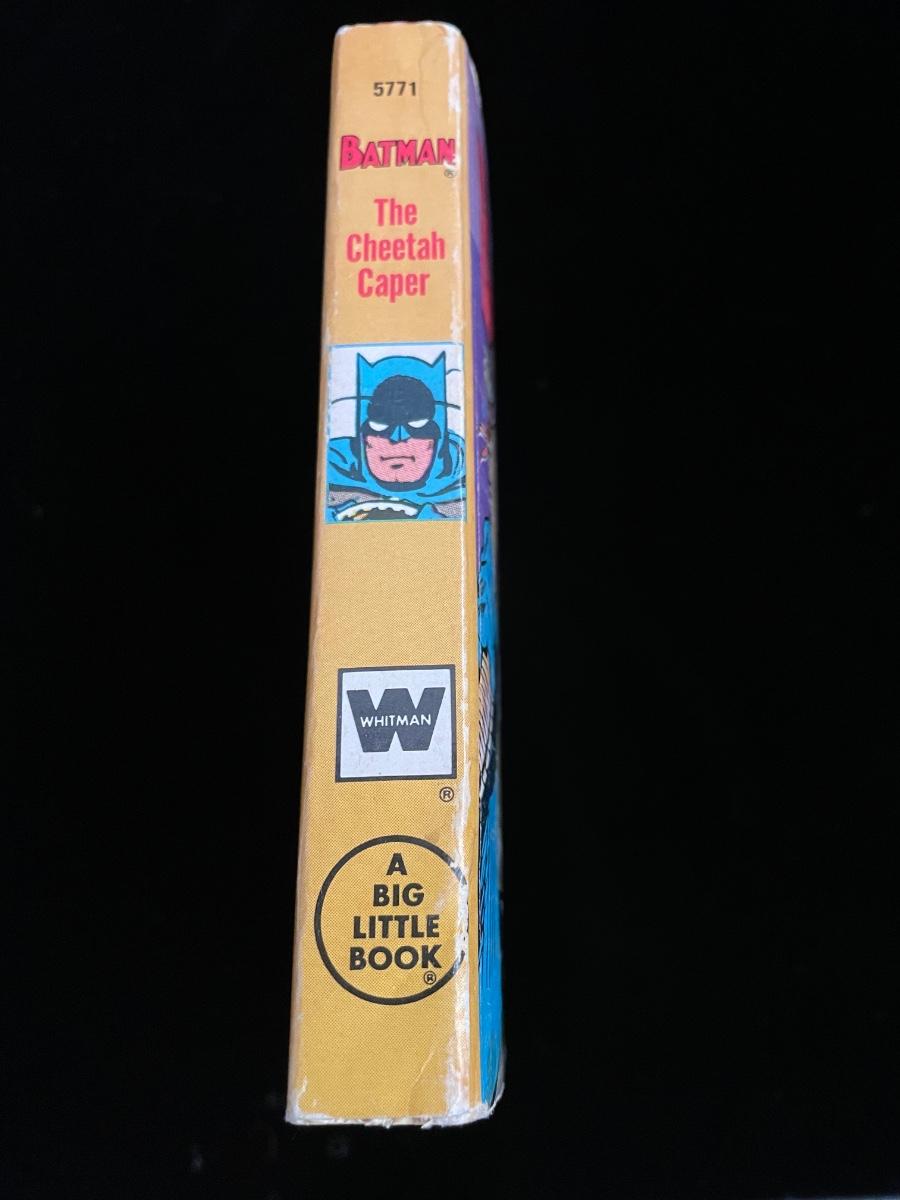 5771
BATMAN®
The
Cheetah
Caper
WHITMAN
®
A
BIG
LITTLE
BOOK®